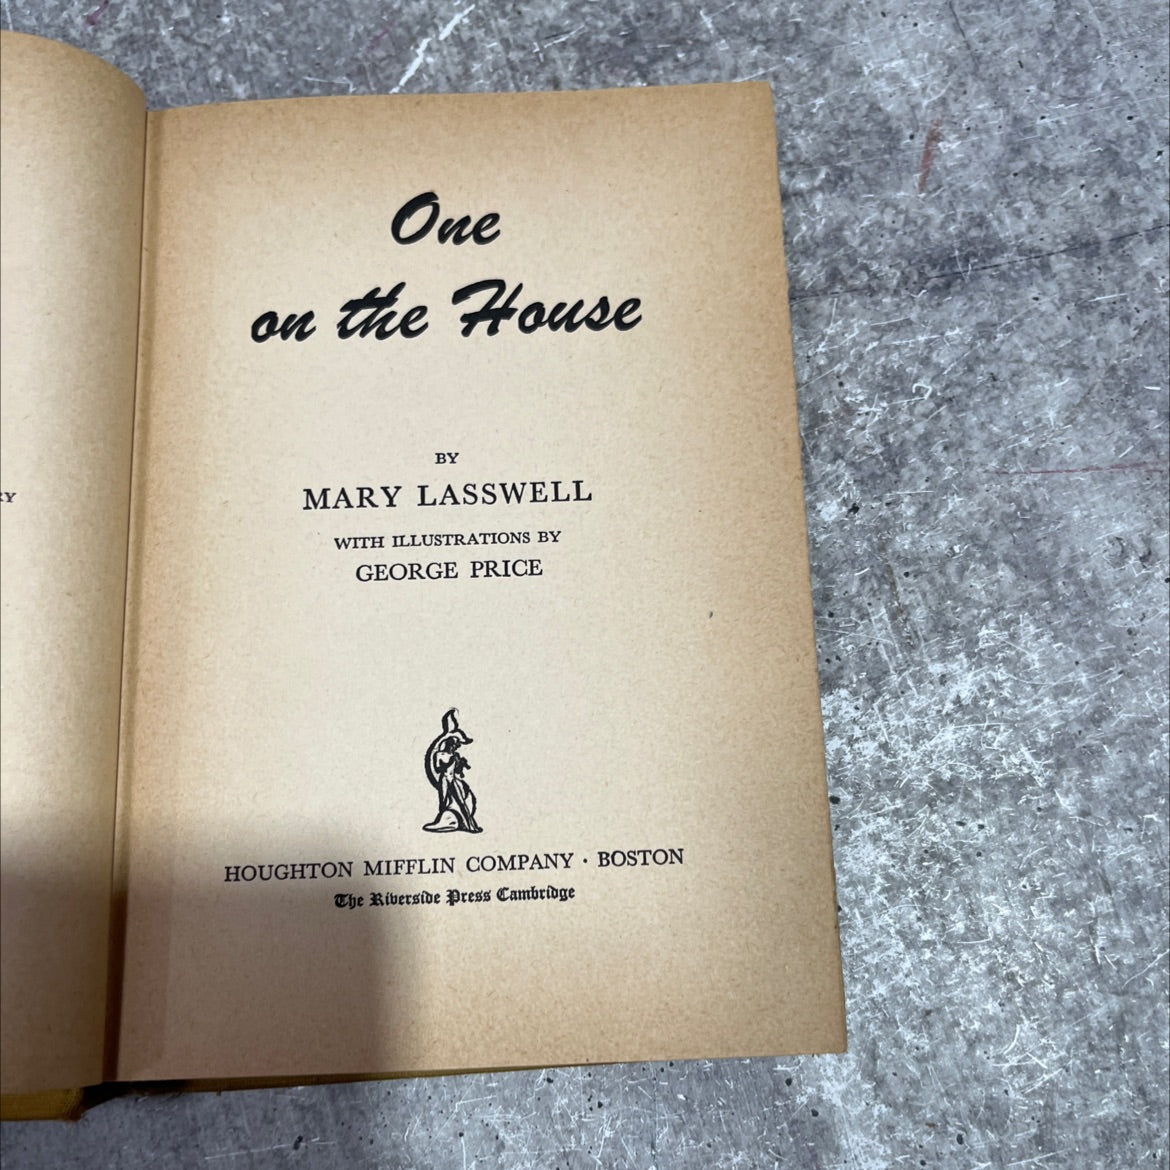 One
on the House
BY
MARY LASSWELL
WITH ILLUSTRATIONS BY
GEORGE PRICE
HOUGHTON MIFFLIN COMPANY · BOSTON
The Riverside Press Cambridge